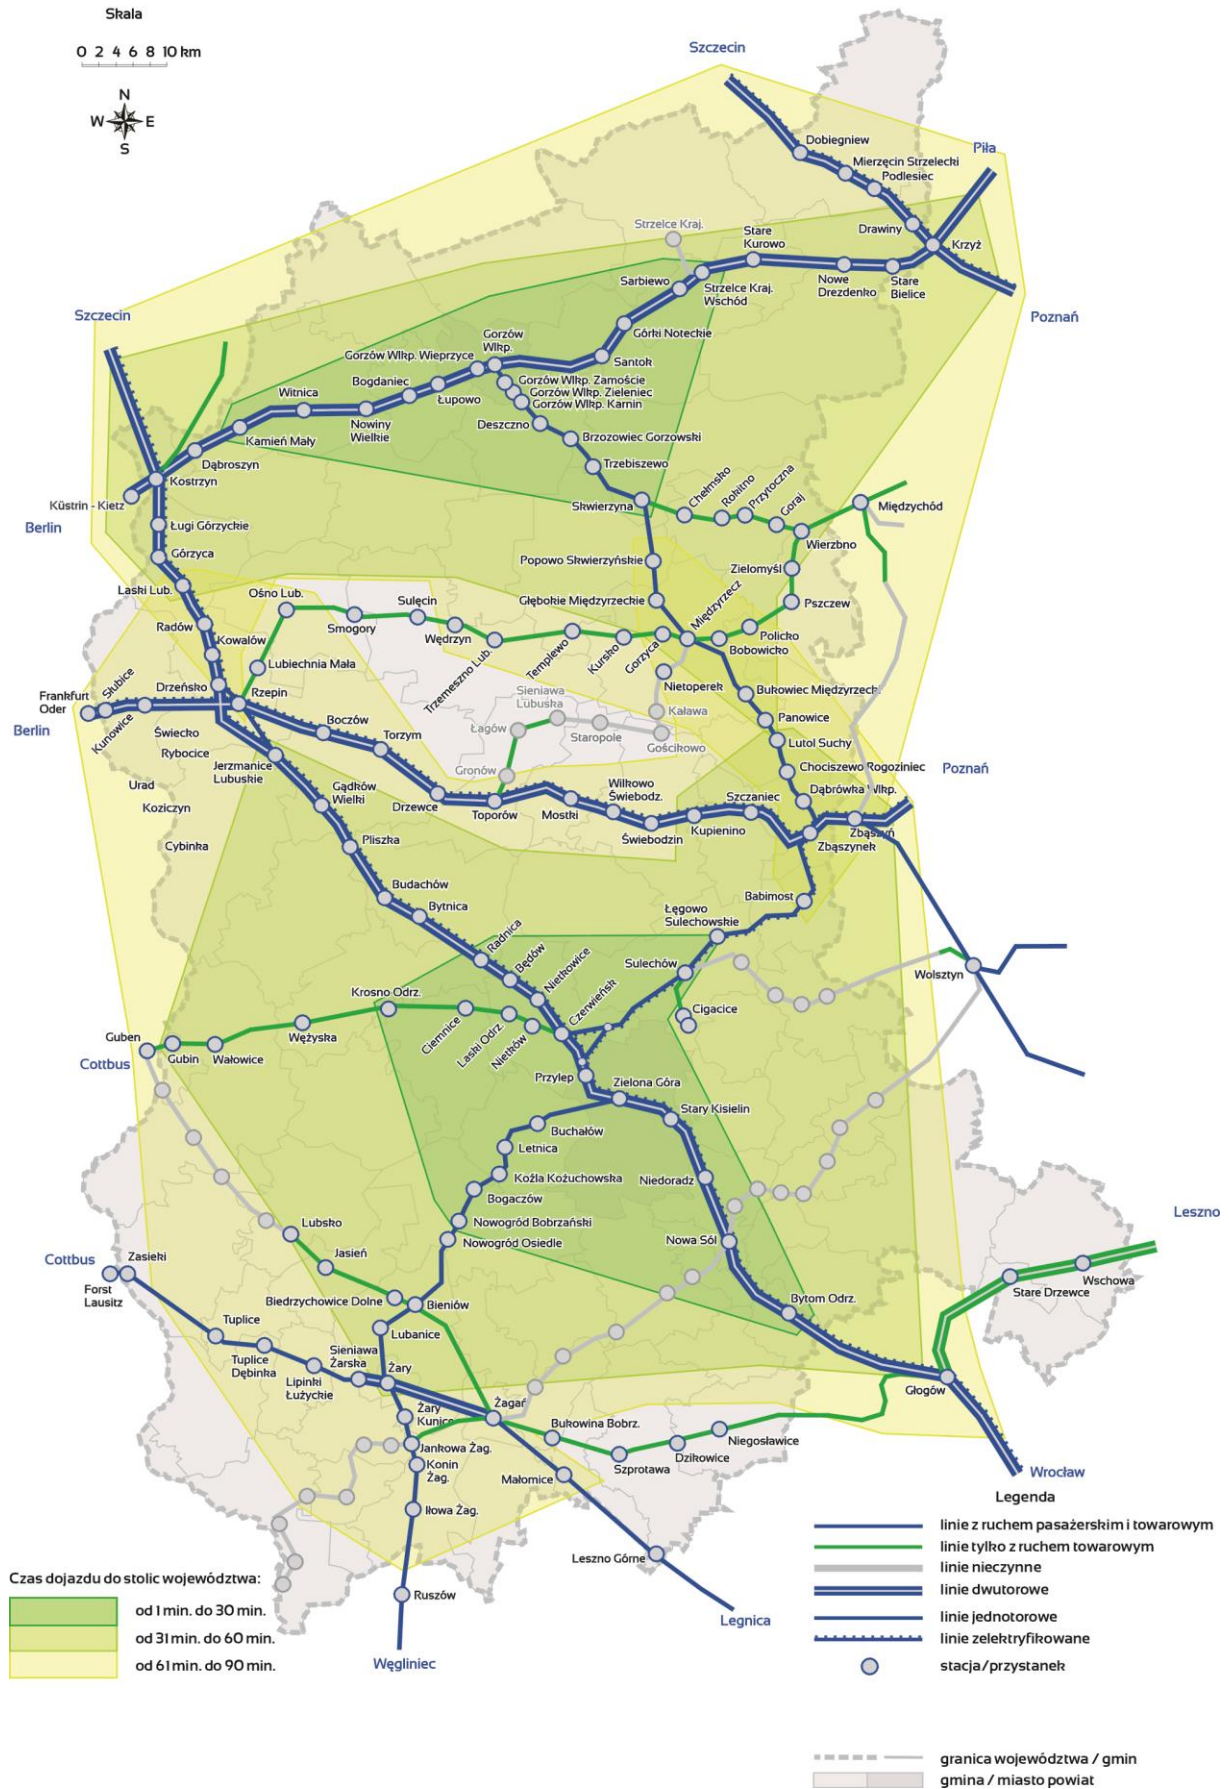 Skala
0 2 4 6 8 10 km
N
W E
S
Szczecin
Dobiegniew
Piła
Mierzęcin Strzelecki
Podlesiec
Strzelce Kraj.
Stare
Kurowo
Drawiny
Krzyż
Sarbiewo
Strzelce Kraj.
Wschód
Nowe
Drezdenko
Stare
Bielice
Szczecin
Poznań
Górki Noteckie
Gorzów
Wlkp.
Gorzów Wlkp. Wieprzyce
Santok
Bogdaniec
Gorzów Wlkp. Zamoście
Gorzów Wlkp. Zieleniec
Gorzów Wlkp. Karnin
Witnica
Łupowo
Nowiny
Wielkie
Deszczno
Kamień Mały
Brzozowiec Gorzowski
Dąbroszyn
Trzebiszewo
Kostrzyn
Küstrin - Kietz
Skwierzyna
Chełmsko
Rokitno
Przytoczna
Goraj
Międzychód
Berlin
Ługi Górzyckie
Wierzbno
Górzyca
Popowo Skwierzyńskie
Zielomyśl
Laski Lub.
Ośno Lub.
Sulęcin
Głębokie Międzyrzeckie
Międzyrzecz
Pszczew
Radów
Smogory
Wędrzyn
Policko
Kowalów
Trzemeszno Lub.
Templewo
Kursko
Gorzyca
Bobowicko
Lubiechnia Mała
Nietoperek
Słubice
Drzeńsko
Rzepin
Sieniawa
Lubuska
Kaława
Bukowiec Międzyrzeck.
Frankfurt
Oder
Kunowice
Panowice
Berlin
Świecko
Boczów
Łagów
Staropole
Gościkowo
Lutol Suchy
Rybocice
Torzym
Jerzmanice
Lubuskie
Gronów
Chociszewo Rogoziniec
Poznań
Urad
Gądków
Wielki
Wilkowo
Świebodz.
Szczaniec
Dąbrówka Wlkp.
Koziczyn
Drzewce
Toporów
Mostki
Świebodzin
Kupienino
Zbąszyń
Zbąszynek
Cybinka
Pliszka
Budachów
Babimost
Bytnica
Łęgowo
Sulechowskie
Radnica
Będów
Nietkowice
Sulechów
Wolsztyn
Krosno Odrz.
Czerwieńsk
Cigacice
Ciemnice
Laski Odrz.
Nietków
Guben
Wężyska
Cottbus
Gubin
Wałowice
Przylep
Zielona Góra
Stary Kisielin
Buchałów
Letnica
Koźla Kożuchowska
Niedoradz
Bogaczów
Leszno
Nowogród Bobrzański
Lubsko
Nowogród Osiedle
Nowa Sól
Cottbus
Zasieki
Jasień
Wschowa
Forst
Lausitz
Stare Drzewce
Biedrzychowice Dolne
Bieniów
Bytom Odrz.
Tuplice
Lubanice
Sieniawa
Żarska
Tuplice
Dębinka
Żary
Lipinki
Łużyckie
Głogów
Żary
Kunice
Żagań
Bukowina Bobrz.
Jankowa Żag.
Niegosławice
Konin
Żag.
Szprotawa
Dzikowice
Małomice
Wrocław
Iłowa Żag.
Legenda
linie z ruchem pasażerskim i towarowym
linie tylko z ruchem towarowym
Leszno Górne
linie nieczynne
Czas dojazdu do stolic województwa:
linie dwutorowe
Ruszów
od 1 min. do 30 min.
Legnica
linie jednotorowe
od 31 min. do 60 min.
linie zelektryfikowane
od 61 min. do 90 min.
Węgliniec
stacja/przystanek
granica województwa / gmin
gmina / miasto powiat